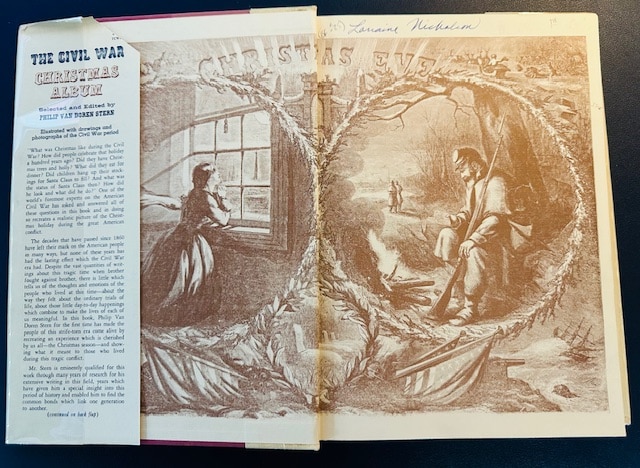 THE CIVIL WAR
CHRISTMAS
ALBUM
Selected and Edited by
PHILIP VAN DOREN STERN
Illustrated with drawings and
photographs of the Civil War period
"What was Christmas like during the Civil
War? How did people celebrate that holiday
a hundred years ago? Did they have Christ-
mas trees and holly? What did they eat for
dinner? Did children hang up their stock-
ings for Santa Claus to fill? And what was
the status of Santa Claus then? How did
he look and what did he do?" One of the
world's foremost experts on the American
Civil War has asked and answered all of
these questions in this book and in doing
so recreates a realistic picture of the Christ-
mas holiday during the great American
conflict.
The decades that have passed since 1860
have left their mark on the American people
in many ways, but none of these years has
had the lasting effect which the Civil War
era had. Despite the vast quantities of writ-
ings about this tragic time when brother
fought against brother, there is little which
tells us of the thoughts and emotions of the
people who lived at this time—about the
way they felt about the ordinary trials of
life, about those little day-to-day happenings
which combine to make the lives of each of
us meaningful. In this book, Philip Van
Doren Stern for the first time has made the
people of this strife-torn era come alive by
recreating an experience which is cherished
by us all—the Christmas season—and show-
ing what it meant to those who lived
during this tragic conflict.
Mr. Stern is eminently qualified for this
work through many years of research for his
extensive writing in this field, years which
have given him a special insight into this
period of history and enabled him to find the
common bonds which link one generation
to another.
(continued on back flap)
Lorraine Nicholson
CHRISTMAS EVE